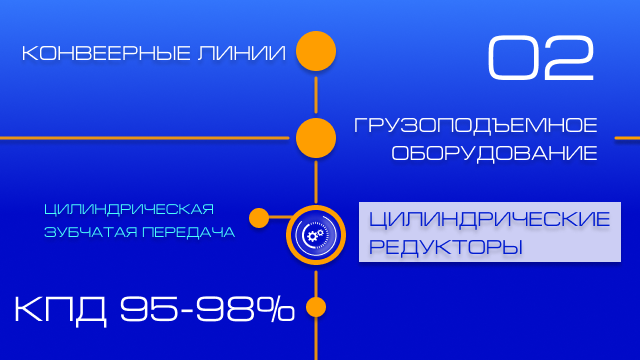 КОНВЕЕРНЫЕ ЛИНИИ
02
ГРУЗОПОДЪЕМНОЕ
ОБОРУДОВАНИЕ
ЦИЛИНДРИЧЕСКАЯ
ЗУБЧАТАЯ ПЕРЕДАЧА
ЦИЛИНДРИЧЕСКИЕ
РЕДУКТОРЫ
КПД 95-98%